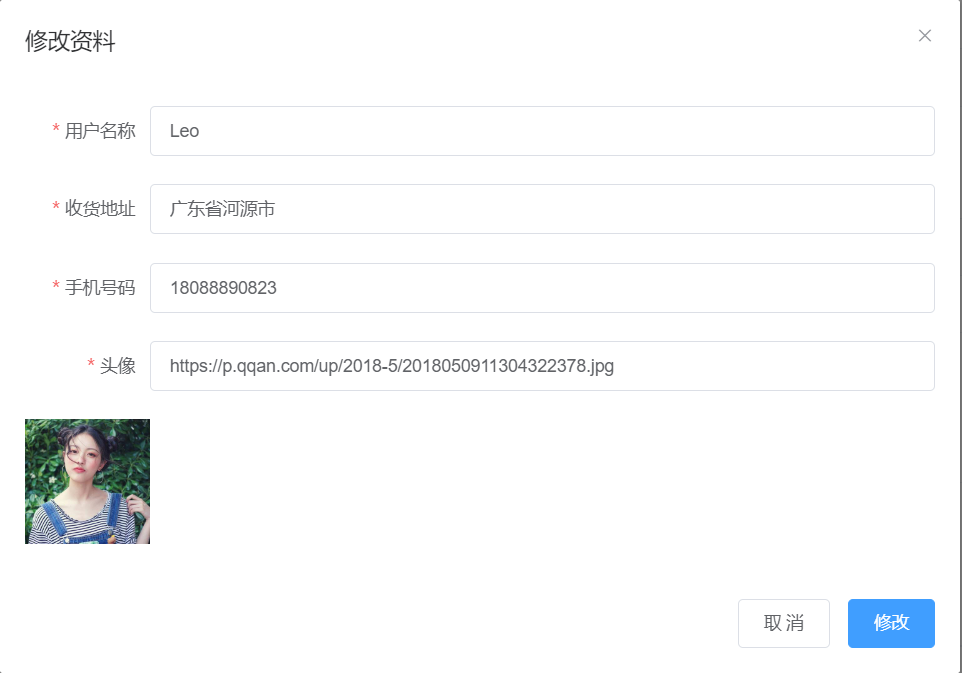 修改资料
* 用户名称 Leo
* 收货地址 广东省河源市
* 手机号码 18088890823
* 头像 https://p.qqan.com/up/2018-5/2018050911304322378.jpg
取 消 修改